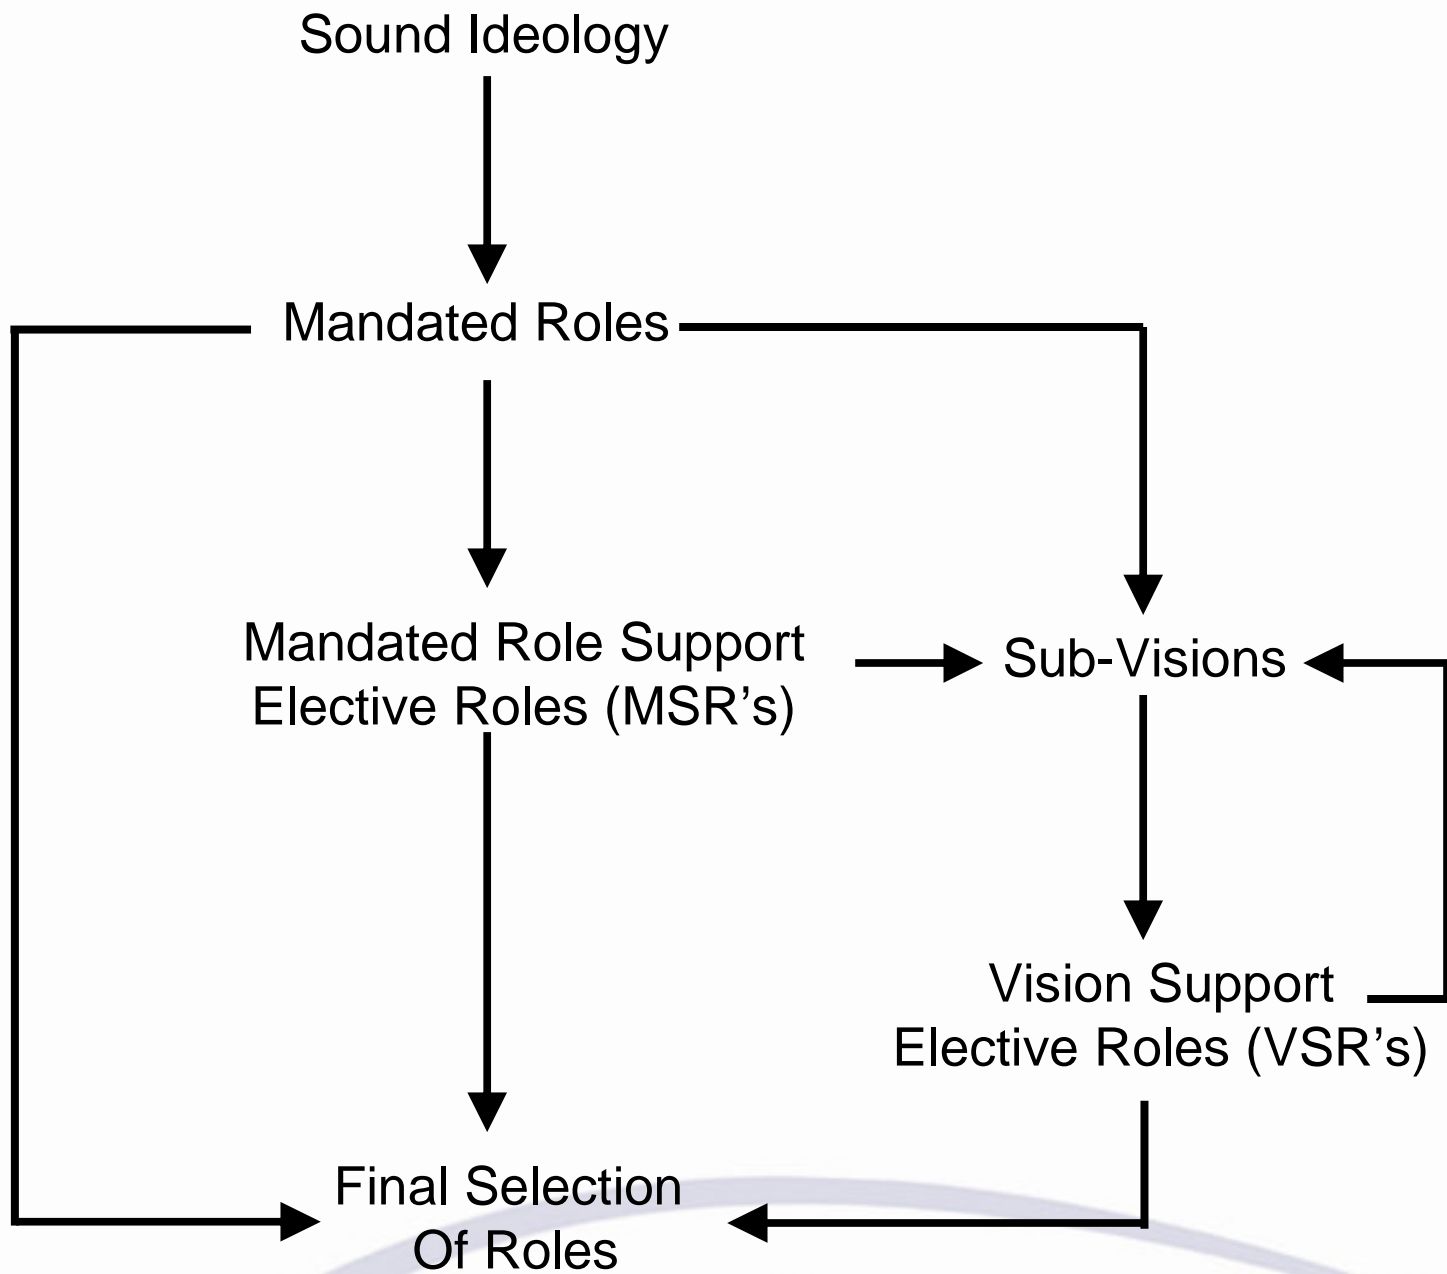 Sound Ideology
Mandated Roles
Mandated Role Support
Elective Roles (MSR’s)
Sub-Visions
Vision Support
Elective Roles (VSR’s)
Final Selection
Of Roles